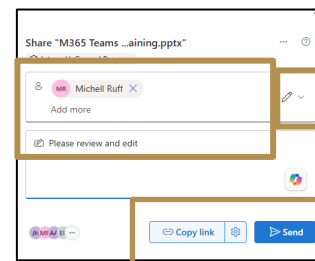 Share "M365 Teams ...aining.pptx"
MR Michell Ruff
Add more
Please review and edit
Copy link
Send